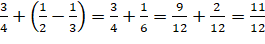 3/4 + (1/2 − 1/3) = 3/4 + 1/6 = 9/12 + 2/12 = 11/12